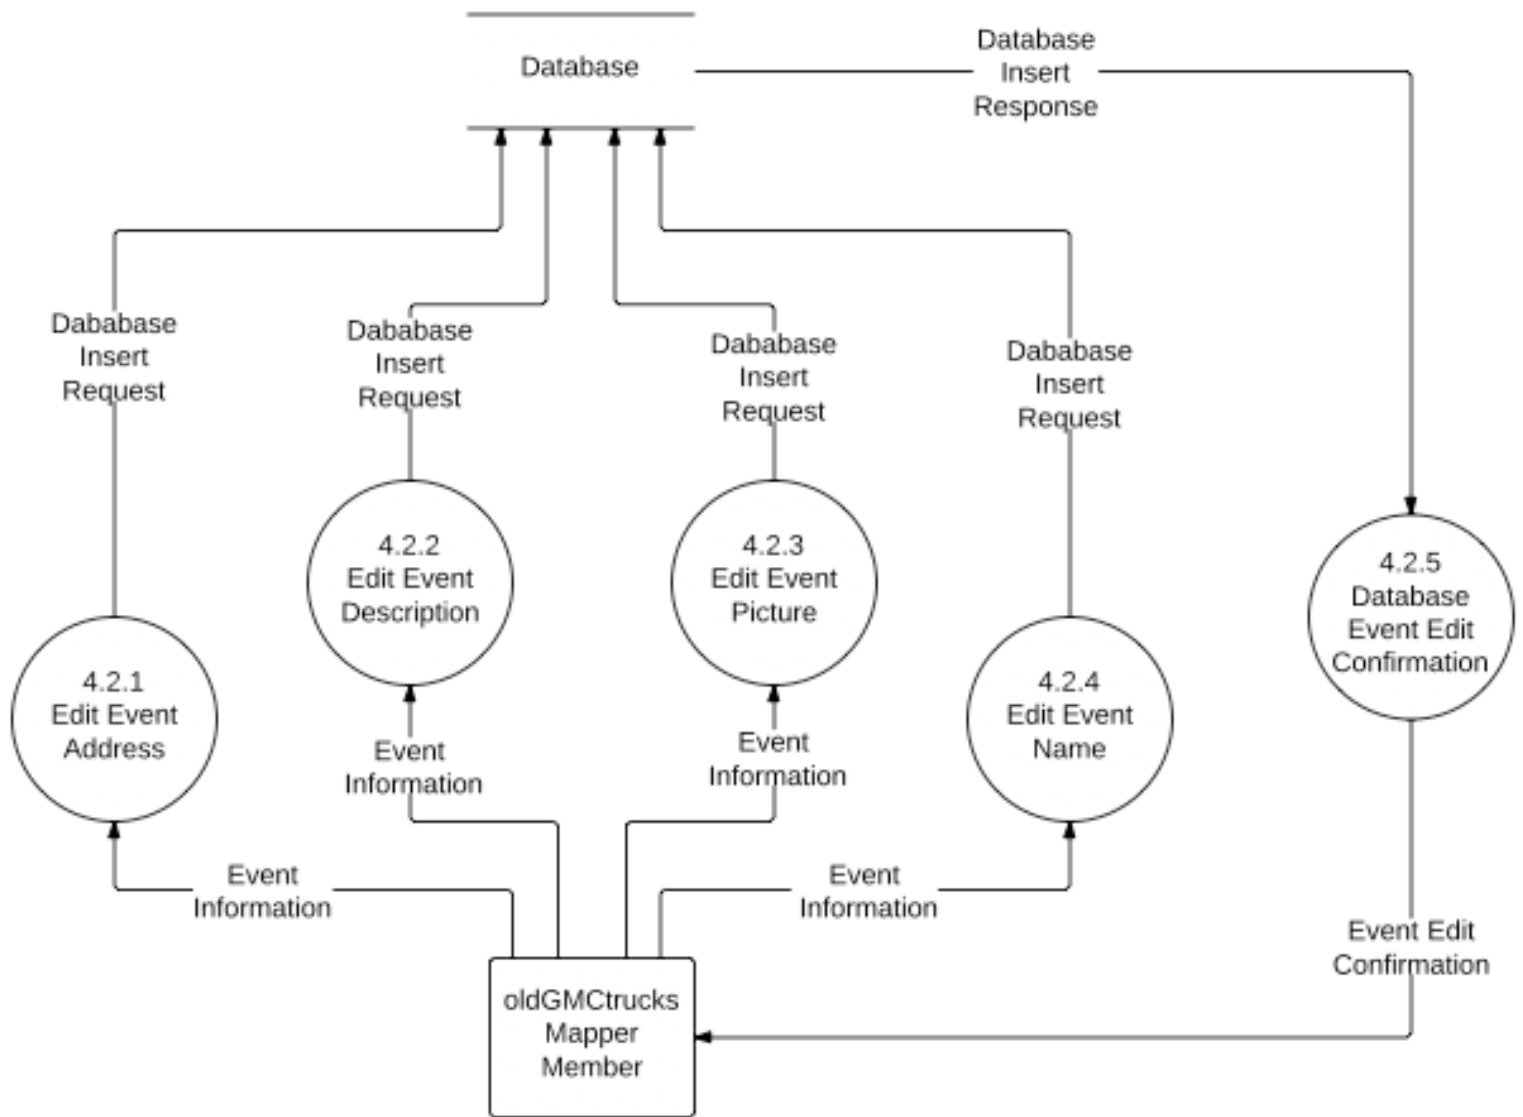 Database
Database
Insert
Response
Dababase
Insert
Request
Dababase
Insert
Request
Dababase
Insert
Request
Dababase
Insert
Request
4.2.1
Edit Event
Address
4.2.2
Edit Event
Description
4.2.3
Edit Event
Picture
4.2.4
Edit Event
Name
4.2.5
Database
Event Edit
Confirmation
Event
Information
Event
Information
Event
Information
Event
Information
Event Edit
Confirmation
oldGMCtrucks
Mapper
Member